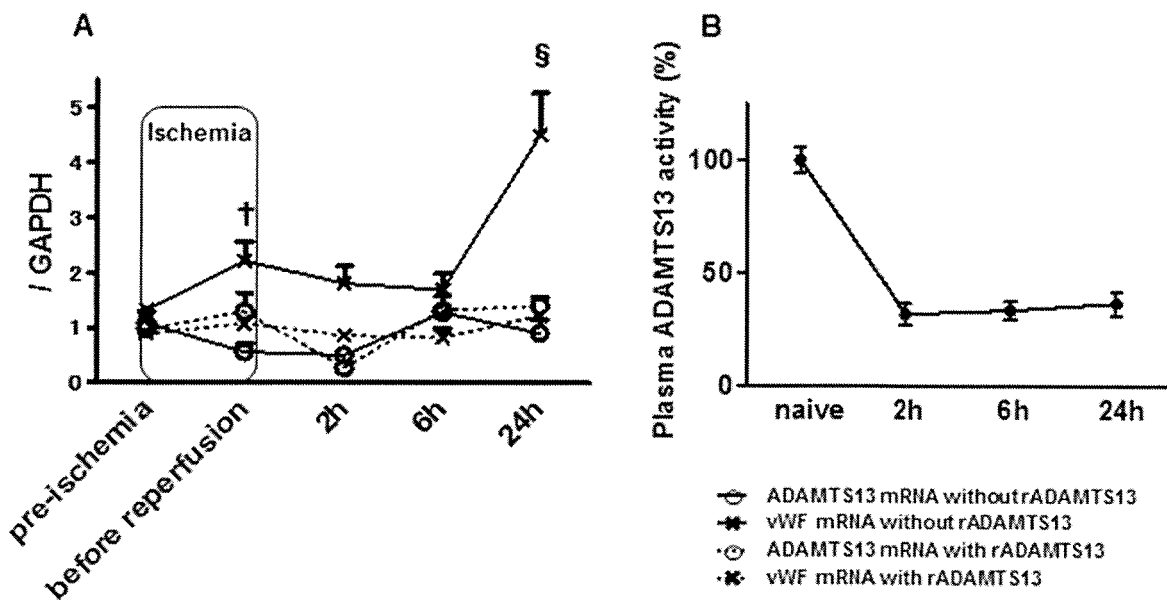 A
§
5
Ischemia
4
/ GAPDH
3
†
2
1
0
pre-ischemia
before reperfusion
2h
6h
24h
B
Plasma ADAMTS13 activity (%)
100
50
0
naive
2h
6h
24h
ADAMTS13 mRNA without rADAMTS13
vWF mRNA without rADAMTS13
ADAMTS13 mRNA with rADAMTS13
vWF mRNA with rADAMTS13